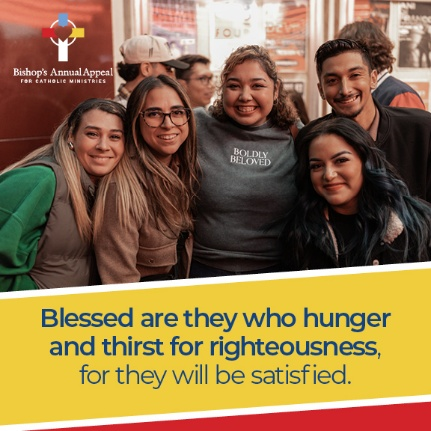 Bishop's Annual Appeal
FOR CATHOLIC MINISTRIES
BOLDLY
BELOVED
Blessed are they who hunger
and thirst for righteousness,
for they will be satisfied.